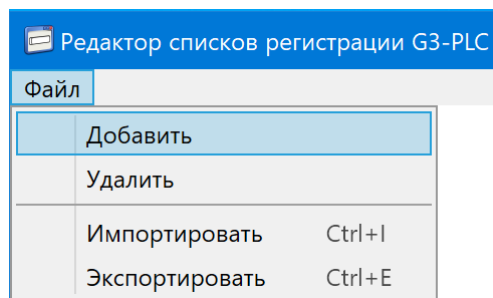 Редактор списков регистрации G3-PLC
Файл
Добавить
Удалить
Импортировать Ctrl+I
Экспортировать Ctrl+E